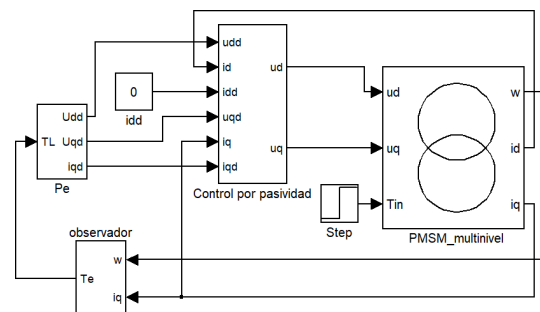 udd
id
idd
uqd
iq
iqd
ud
uq
Control por pasividad
0
idd
TL
Udd
Uqd
iqd
Pe
ud
uq
Tin
w
id
iq
PMSM_multinivel
Step
observador
Te
w
iq